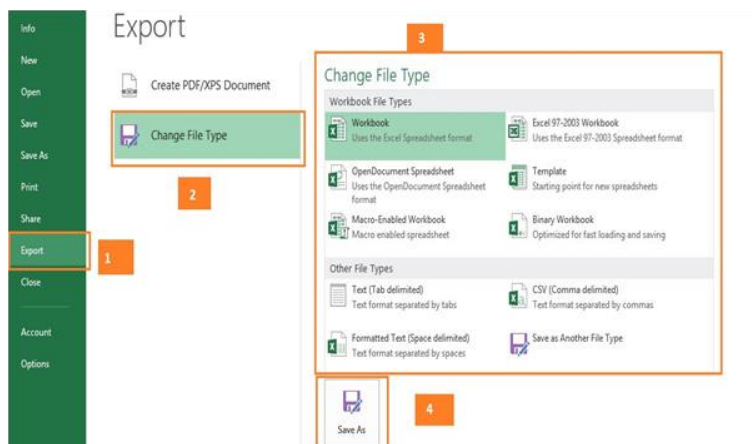 Info
New
Open
Save
Save As
Print
Share
Export
Close
Account
Options
1
Export
Create PDF/XPS Document
Change File Type
2
3
Change File Type
Workbook File Types
Workbook
Uses the Excel Spreadsheet format
Excel 97-2003 Workbook
Uses the Excel 97-2003 Spreadsheet format
OpenDocument Spreadsheet
Uses the OpenDocument Spreadsheet
format
Template
Starting point for new spreadsheets
Macro-Enabled Workbook
Macro enabled spreadsheet
Binary Workbook
Optimized for fast loading and saving
Other File Types
Text (Tab delimited)
Text format separated by tabs
CSV (Comma delimited)
Text format separated by commas
Formatted Text (Space delimited)
Text format separated by spaces
Save as Another File Type
Save As
4